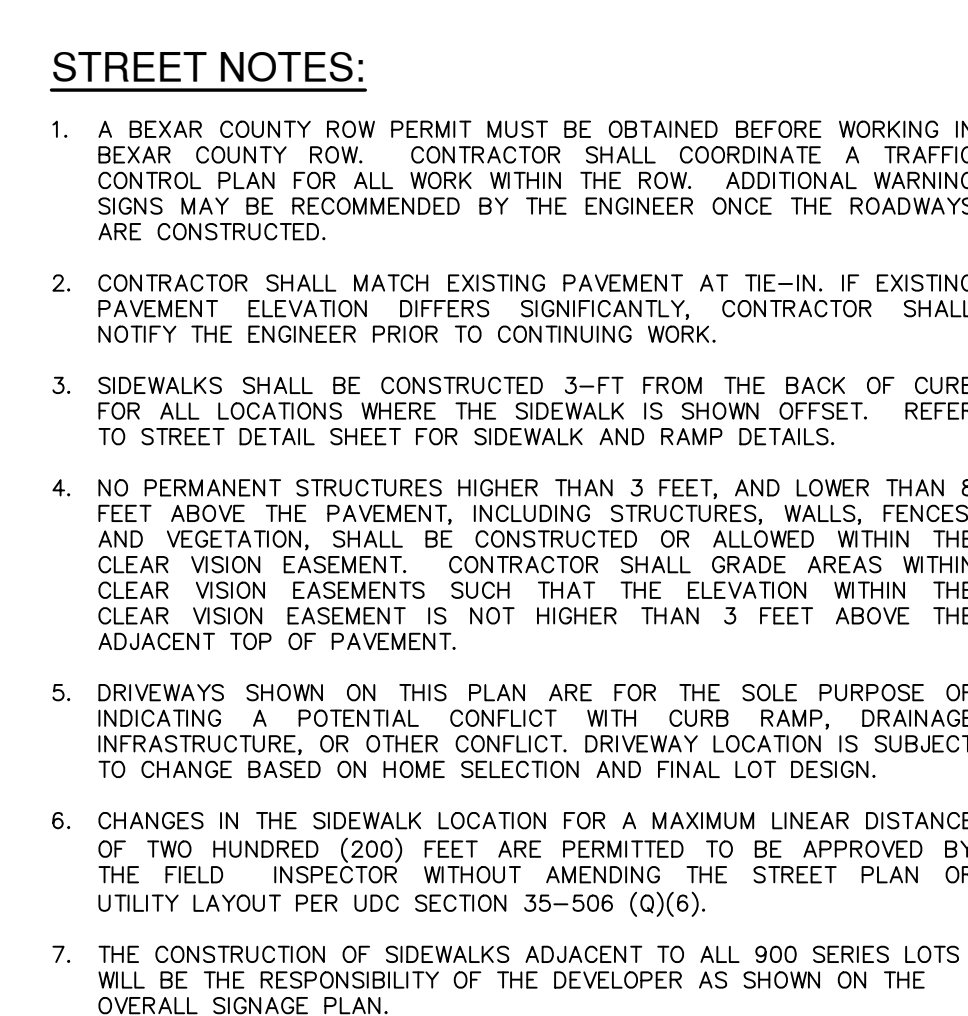 STREET NOTES:
1. A BEXAR COUNTY ROW PERMIT MUST BE OBTAINED BEFORE WORKING IN
BEXAR COUNTY ROW. CONTRACTOR SHALL COORDINATE A TRAFFIC
CONTROL PLAN FOR ALL WORK WITHIN THE ROW. ADDITIONAL WARNING
SIGNS MAY BE RECOMMENDED BY THE ENGINEER ONCE THE ROADWAYS
ARE CONSTRUCTED.
2. CONTRACTOR SHALL MATCH EXISTING PAVEMENT AT TIE-IN. IF EXISTING
PAVEMENT ELEVATION DIFFERS SIGNIFICANTLY, CONTRACTOR SHALL
NOTIFY THE ENGINEER PRIOR TO CONTINUING WORK.
3. SIDEWALKS SHALL BE CONSTRUCTED 3-FT FROM THE BACK OF CURB
FOR ALL LOCATIONS WHERE THE SIDEWALK IS SHOWN OFFSET. REFER
TO STREET DETAIL SHEET FOR SIDEWALK AND RAMP DETAILS.
4. NO PERMANENT STRUCTURES HIGHER THAN 3 FEET, AND LOWER THAN 8
FEET ABOVE THE PAVEMENT, INCLUDING STRUCTURES, WALLS, FENCES,
AND VEGETATION, SHALL BE CONSTRUCTED OR ALLOWED WITHIN THE
CLEAR VISION EASEMENT. CONTRACTOR SHALL GRADE AREAS WITHIN
CLEAR VISION EASEMENTS SUCH THAT THE ELEVATION WITHIN THE
CLEAR VISION EASEMENT IS NOT HIGHER THAN 3 FEET ABOVE THE
ADJACENT TOP OF PAVEMENT.
5. DRIVEWAYS SHOWN ON THIS PLAN ARE FOR THE SOLE PURPOSE OF
INDICATING A POTENTIAL CONFLICT WITH CURB RAMP, DRAINAGE
INFRASTRUCTURE, OR OTHER CONFLICT. DRIVEWAY LOCATION IS SUBJECT
TO CHANGE BASED ON HOME SELECTION AND FINAL LOT DESIGN.
6. CHANGES IN THE SIDEWALK LOCATION FOR A MAXIMUM LINEAR DISTANCE
OF TWO HUNDRED (200) FEET ARE PERMITTED TO BE APPROVED BY
THE FIELD INSPECTOR WITHOUT AMENDING THE STREET PLAN OR
UTILITY LAYOUT PER UDC SECTION 35-506 (Q)(6).
7. THE CONSTRUCTION OF SIDEWALKS ADJACENT TO ALL 900 SERIES LOTS
WILL BE THE RESPONSIBILITY OF THE DEVELOPER AS SHOWN ON THE
OVERALL SIGNAGE PLAN.